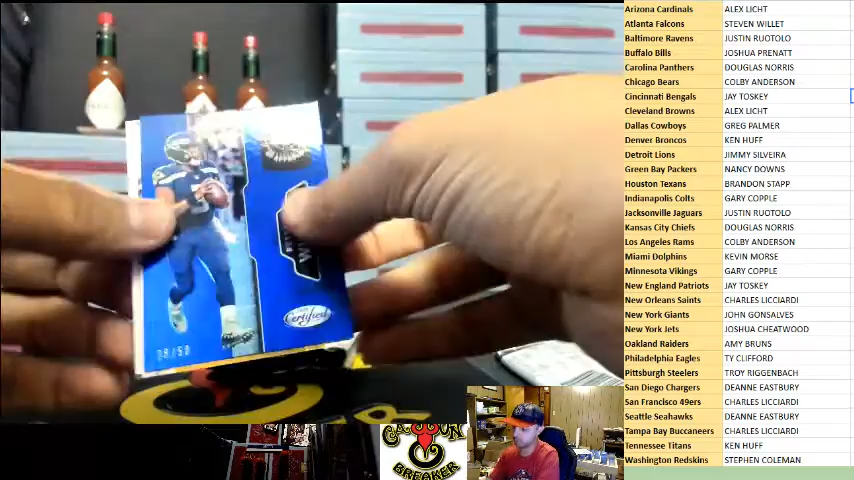 Certified
Arizona Cardinals ALEX LICHT
Atlanta Falcons STEVEN WILLET
Baltimore Ravens JUSTIN RUOTOLO
Buffalo Bills JOSHUA PRENATT
Carolina Panthers DOUGLAS NORRIS
Chicago Bears COLBY ANDERSON
Cincinnati Bengals JAY TOSKEY
Cleveland Browns ALEX LICHT
Dallas Cowboys GREG PALMER
Denver Broncos KEN HUFF
Detroit Lions JIMMY SILVEIRA
Green Bay Packers NANCY DOWNS
Houston Texans BRANDON STAPP
Indianapolis Colts GARY COPPLE
Jacksonville Jaguars JUSTIN RUOTOLO
Kansas City Chiefs DOUGLAS NORRIS
Los Angeles Rams COLBY ANDERSON
Miami Dolphins KEVIN MORSE
Minnesota Vikings GARY COPPLE
New England Patriots JAY TOSKEY
New Orleans Saints CHARLES LICCIARDI
New York Giants JOHN GONSALVES
New York Jets JOSHUA CHEATWOOD
Oakland Raiders AMY BRUNS
Philadelphia Eagles TY CLIFFORD
Pittsburgh Steelers TROY RIGGENBACH
San Diego Chargers DEANNE EASTBURY
San Francisco 49ers CHARLES LICCIARDI
Seattle Seahawks DEANNE EASTBURY
Tampa Bay Buccaneers CHARLES LICCIARDI
Tennessee Titans KEN HUFF
Washington Redskins STEPHEN COLEMAN
BREAKER